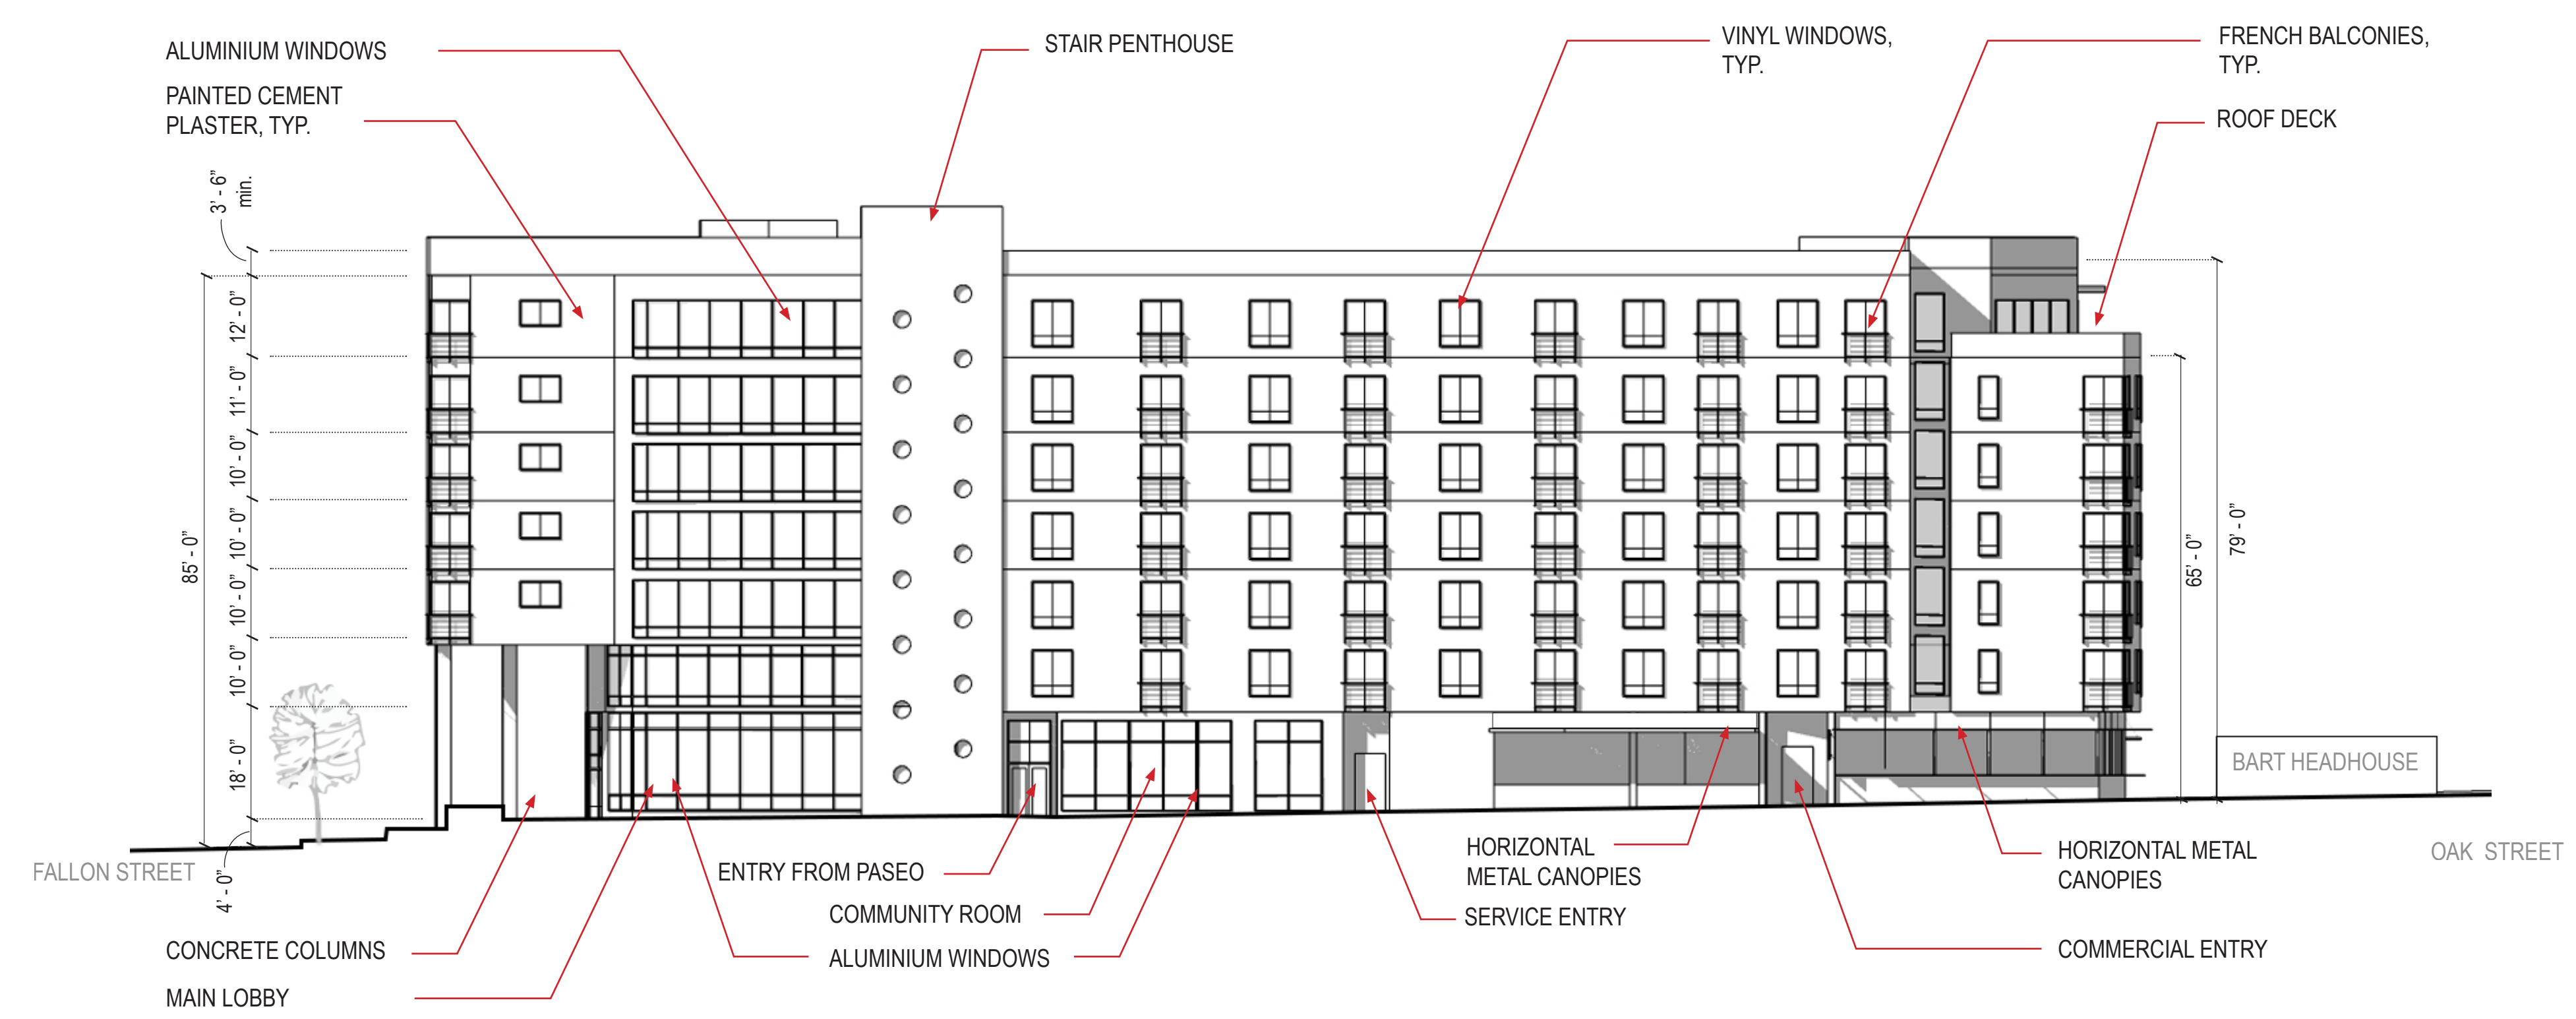 ALUMINIUM WINDOWS
PAINTED CEMENT
PLASTER, TYP.
STAIR PENTHOUSE
VINYL WINDOWS,
TYP.
FRENCH BALCONIES,
TYP.
ROOF DECK
3' - 6"
min.
12' - 0"
11' - 0"
10' - 0"
10' - 0"
10' - 0"
10' - 0"
18' - 0"
4' - 0"
85' - 0"
65' - 0"
79' - 0"
BART HEADHOUSE
FALLON STREET
OAK STREET
ENTRY FROM PASEO
COMMUNITY ROOM
ALUMINIUM WINDOWS
CONCRETE COLUMNS
MAIN LOBBY
HORIZONTAL
METAL CANOPIES
SERVICE ENTRY
HORIZONTAL METAL
CANOPIES
COMMERCIAL ENTRY